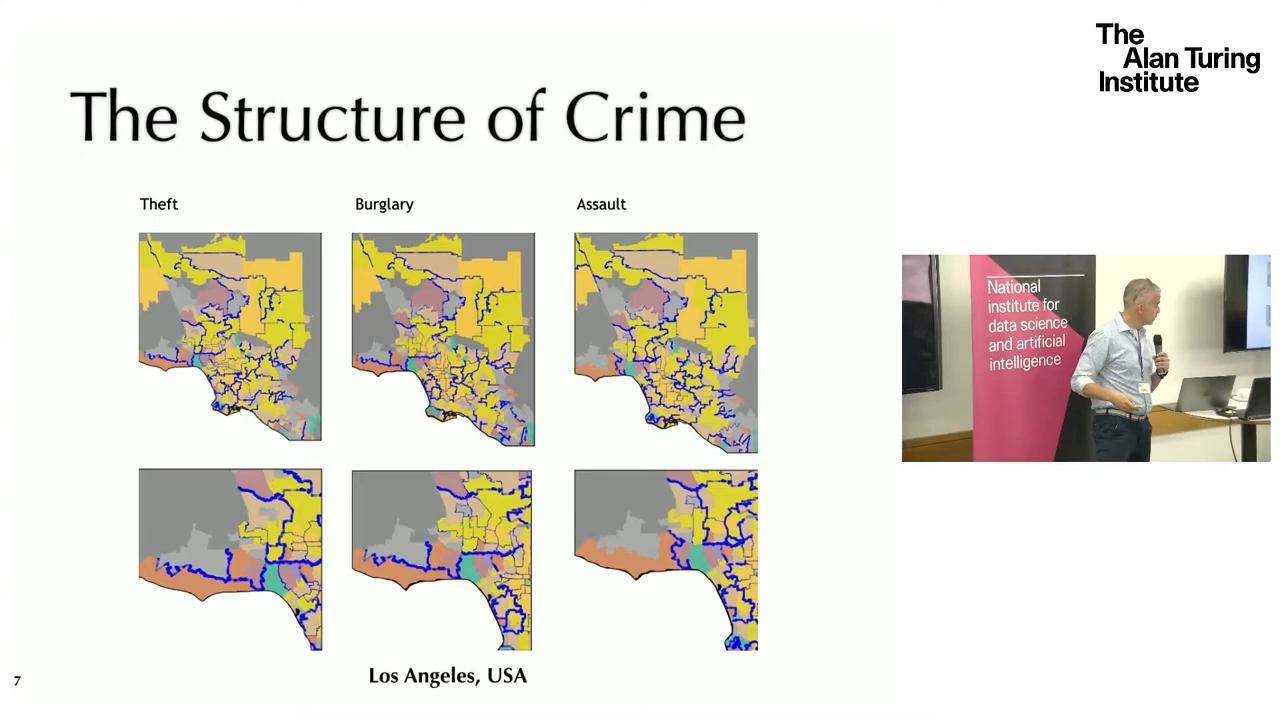 The
Alan Turing
Institute
The Structure of Crime
Theft
Burglary
Assault
National
institute for
data science
and artificial
intelligence
Los Angeles, USA
7